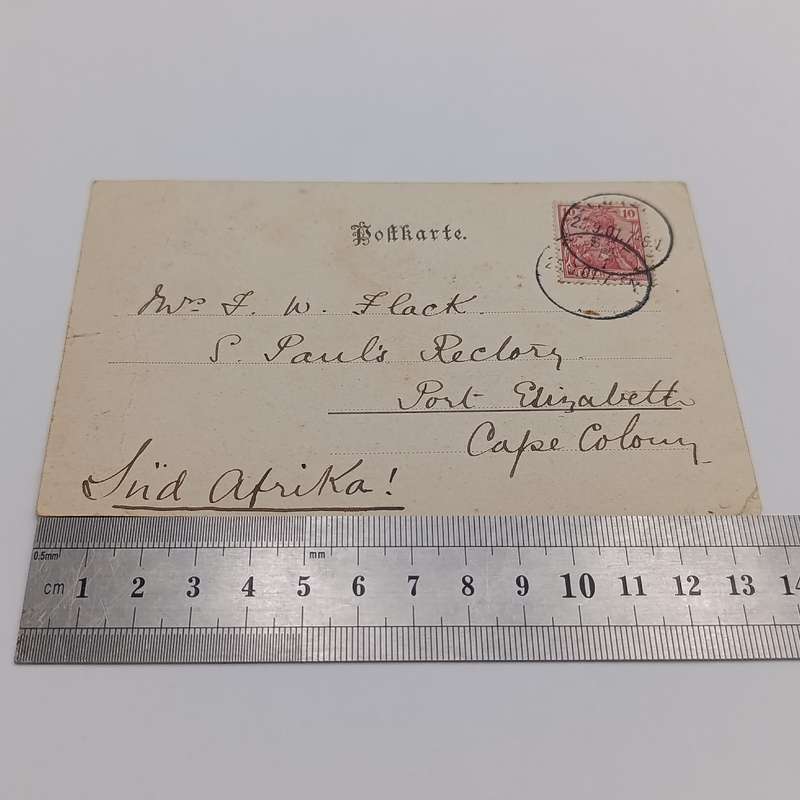 Postkarte.
10
Mrs F. W. Flack.
S. Paul's Rectory.
Port Elizabeth
Cape Colony
Süd Afrika!
0.5mm
mm
cm 1 2 3 4 5 6 7 8 9 10 11 12 13 14